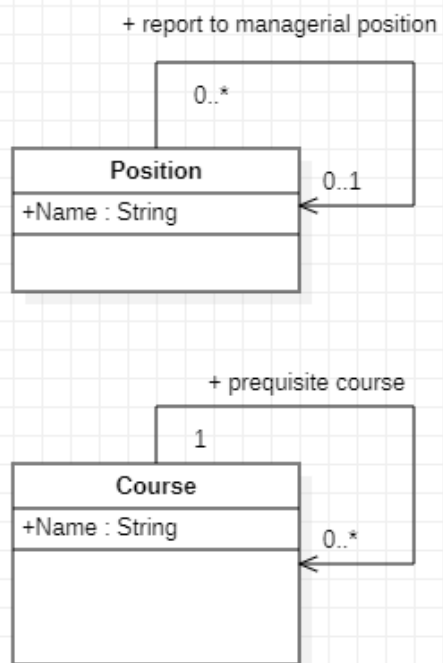 + report to managerial position
0..*
Position
0..1
+Name : String
+ prequisite course
1
Course
+Name : String
0..*